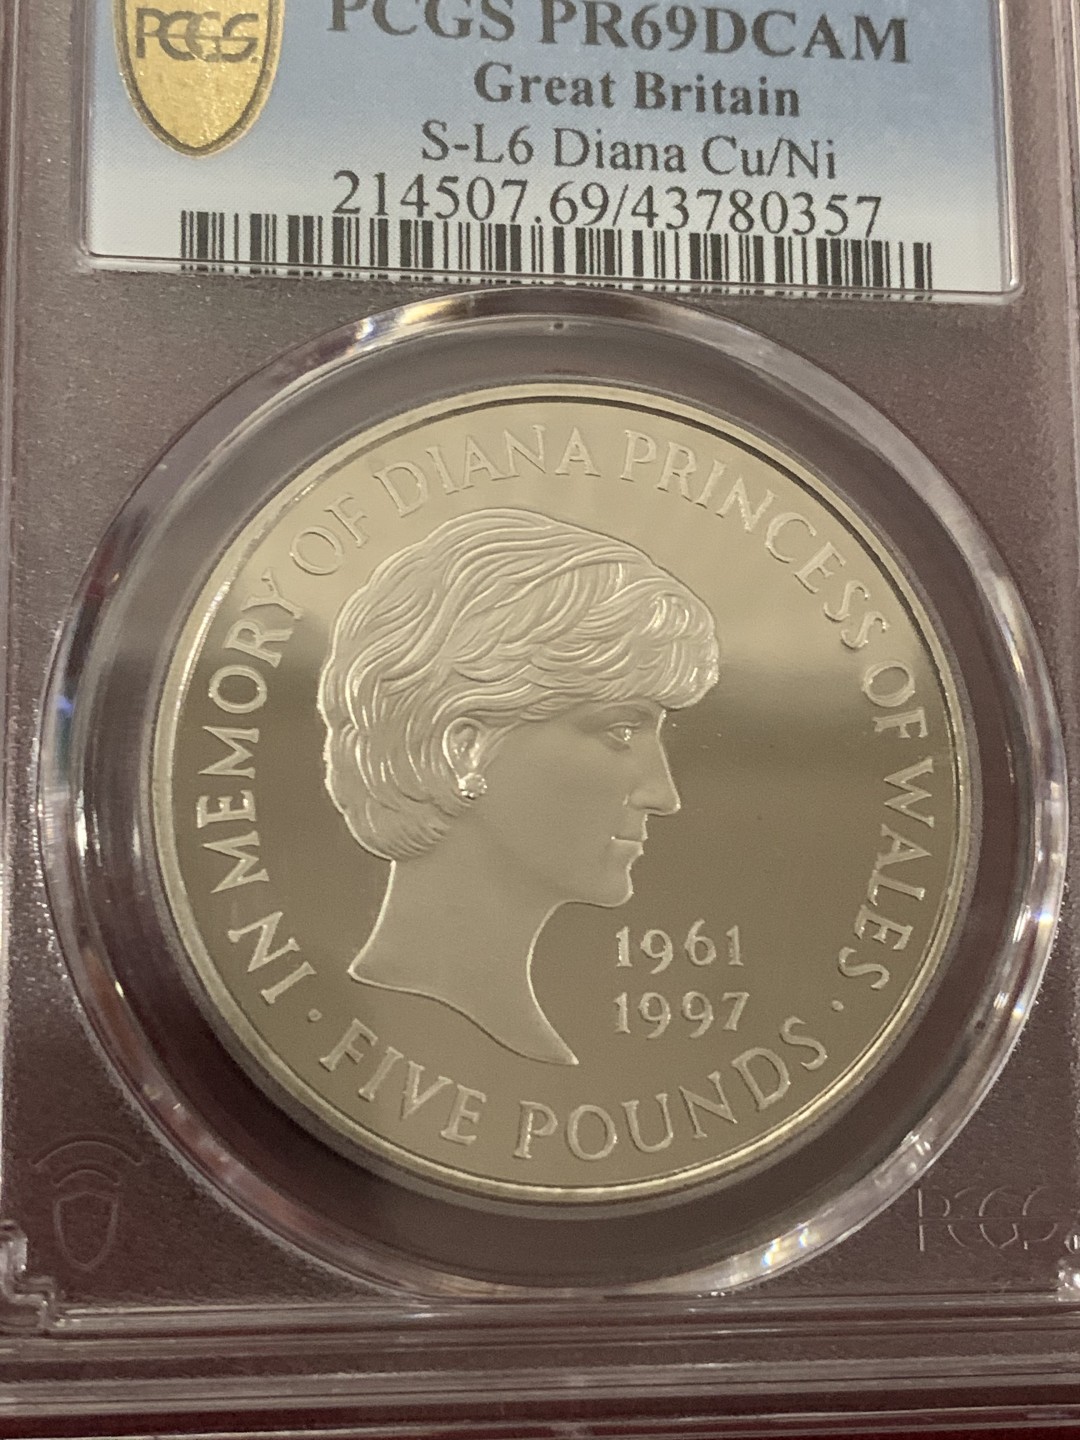 PCGS
PCGS PR69DCAM
Great Britain
S-L6 Diana Cu/Ni
214507.69/43780357
IN MEMORY OF DIANA PRINCESS OF WALES
1961
1997
· FIVE POUNDS ·
PCGS